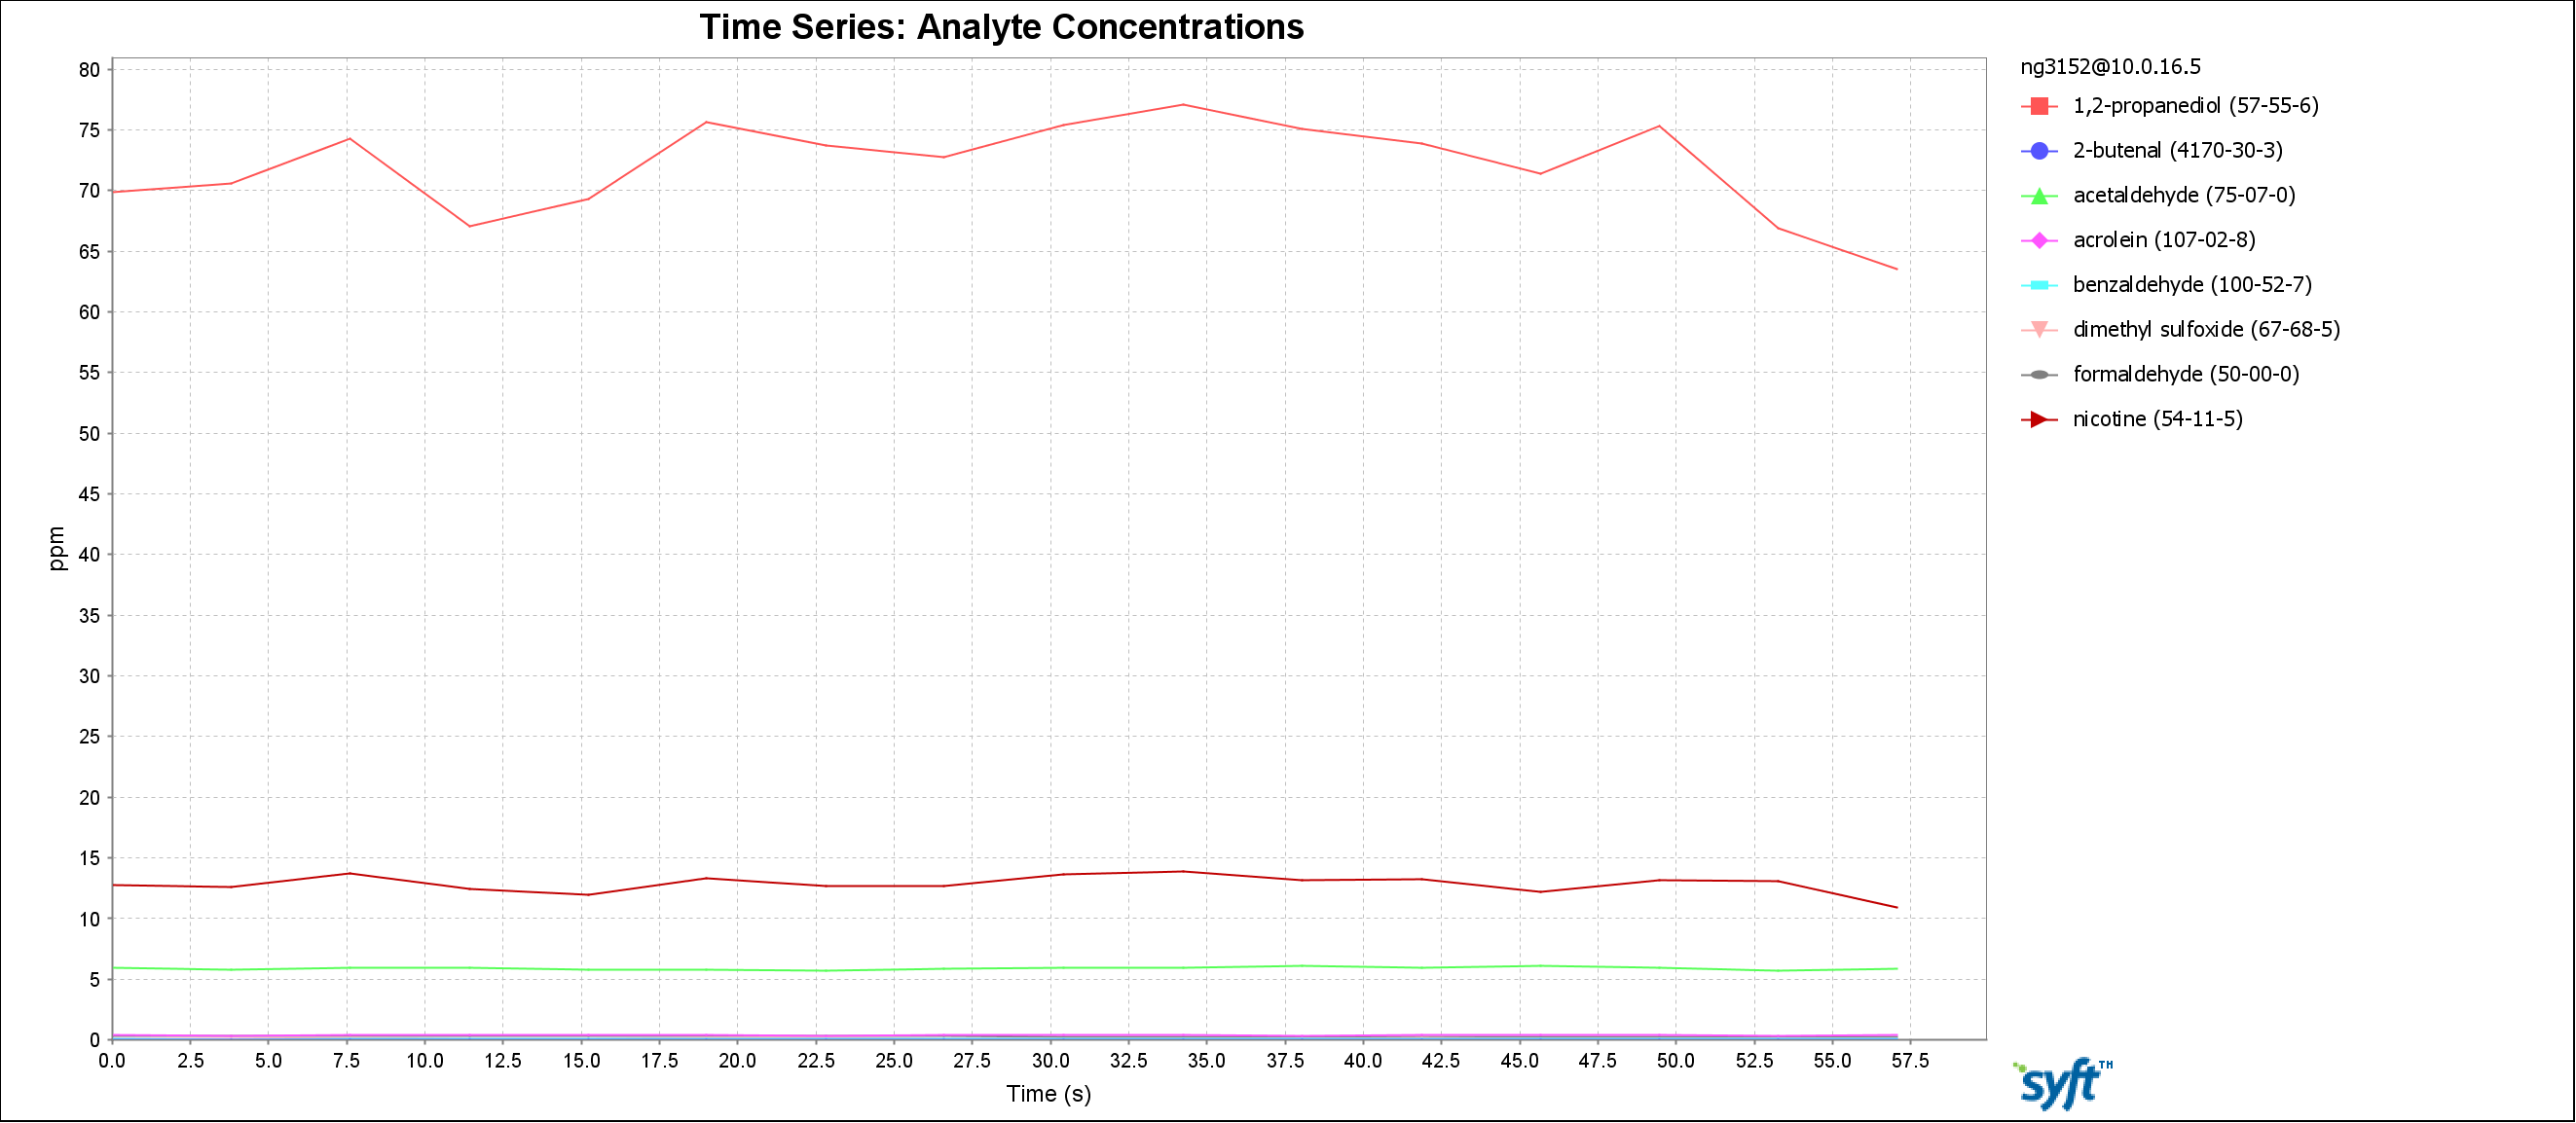 Time Series: Analyte Concentrations
80
75
70
65
60
55
50
45
40
35
30
25
20
15
10
5
0
ppm
0.0 2.5 5.0 7.5 10.0 12.5 15.0 17.5 20.0 22.5 25.0 27.5 30.0 32.5 35.0 37.5 40.0 42.5 45.0 47.5 50.0 52.5 55.0 57.5
Time (s)
ng3152@10.0.16.5
1,2-propanediol (57-55-6)
2-butenal (4170-30-3)
acetaldehyde (75-07-0)
acrolein (107-02-8)
benzaldehyde (100-52-7)
dimethyl sulfoxide (67-68-5)
formaldehyde (50-00-0)
nicotine (54-11-5)
syft™